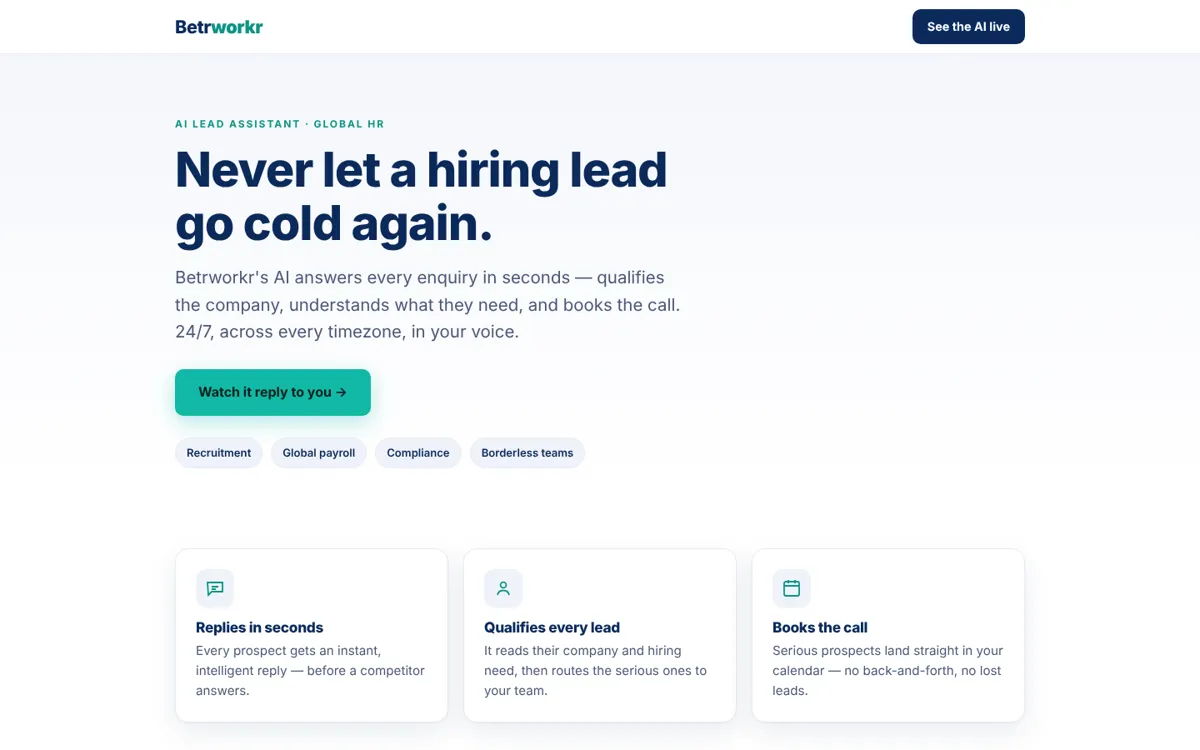 Betrworkr
See the AI live
AI LEAD ASSISTANT · GLOBAL HR
Never let a hiring lead
go cold again.
Betrworkr's AI answers every enquiry in seconds — qualifies
the company, understands what they need, and books the call.
24/7, across every timezone, in your voice.
Watch it reply to you →
Recruitment
Global payroll
Compliance
Borderless teams
Replies in seconds
Every prospect gets an instant,
intelligent reply — before a competitor
answers.
Qualifies every lead
It reads their company and hiring
need, then routes the serious ones to
your team.
Books the call
Serious prospects land straight in your
calendar — no back-and-forth, no lost
leads.